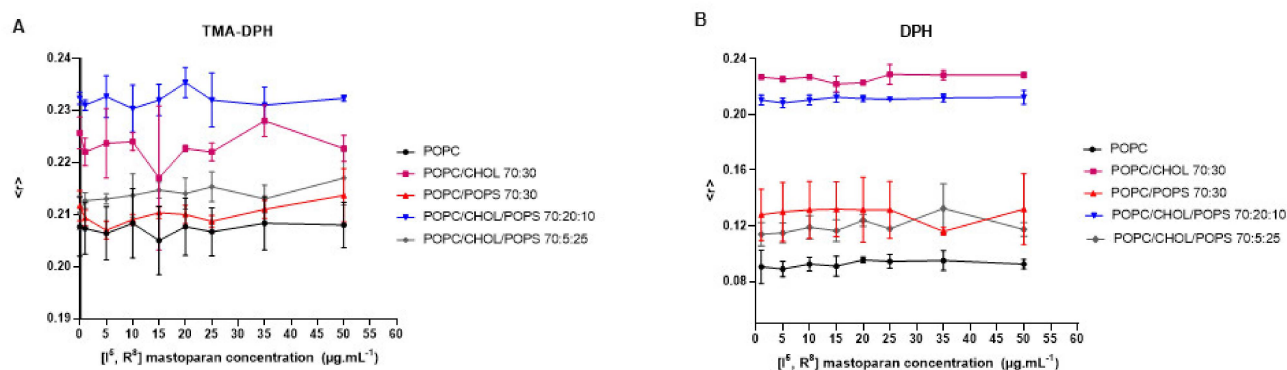 A
TMA-DPH
0.24
0.23
0.22
0.21
0.20
0.19
<r>
0 5 10 15 20 25 30 35 40 45 50 55 60
[I⁵, R⁸] mastoparan concentration (µg.mL⁻¹)
POPC
POPC/CHOL 70:30
POPC/POPS 70:30
POPC/CHOL/POPS 70:20:10
POPC/CHOL/POPS 70:5:25
B
DPH
0.24
0.20
0.16
0.12
0.08
<r>
0 5 10 15 20 25 30 35 40 45 50 55 60
[I⁵, R⁸] mastoparan concentration (µg.mL⁻¹)
POPC
POPC/CHOL 70:30
POPC/POPS 70:30
POPC/CHOL/POPS 70:20:10
POPC/CHOL/POPS 70:5:25